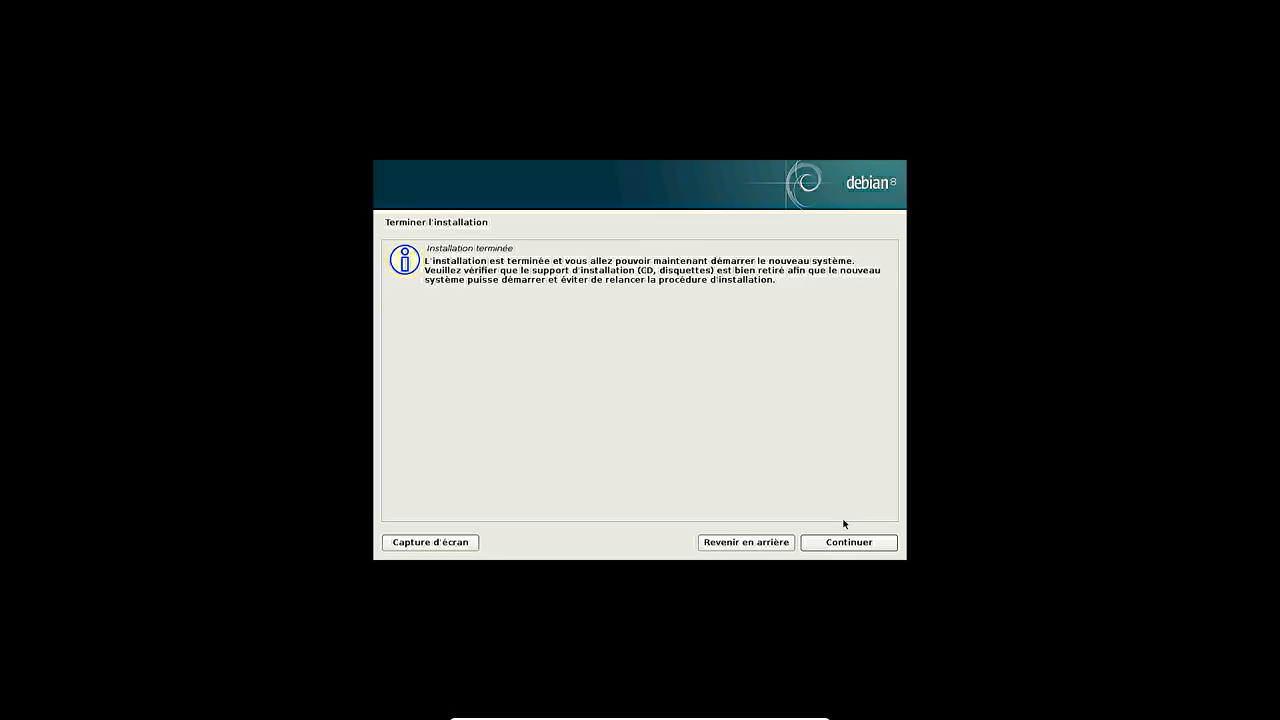 debian 8
Terminer l'installation
Installation terminée
L'installation est terminée et vous allez pouvoir maintenant démarrer le nouveau système.
Veuillez vérifier que le support d'installation (CD, disquettes) est bien retiré afin que le nouveau
système puisse démarrer et éviter de relancer la procédure d'installation.
Capture d'écran
Revenir en arrière
Continuer